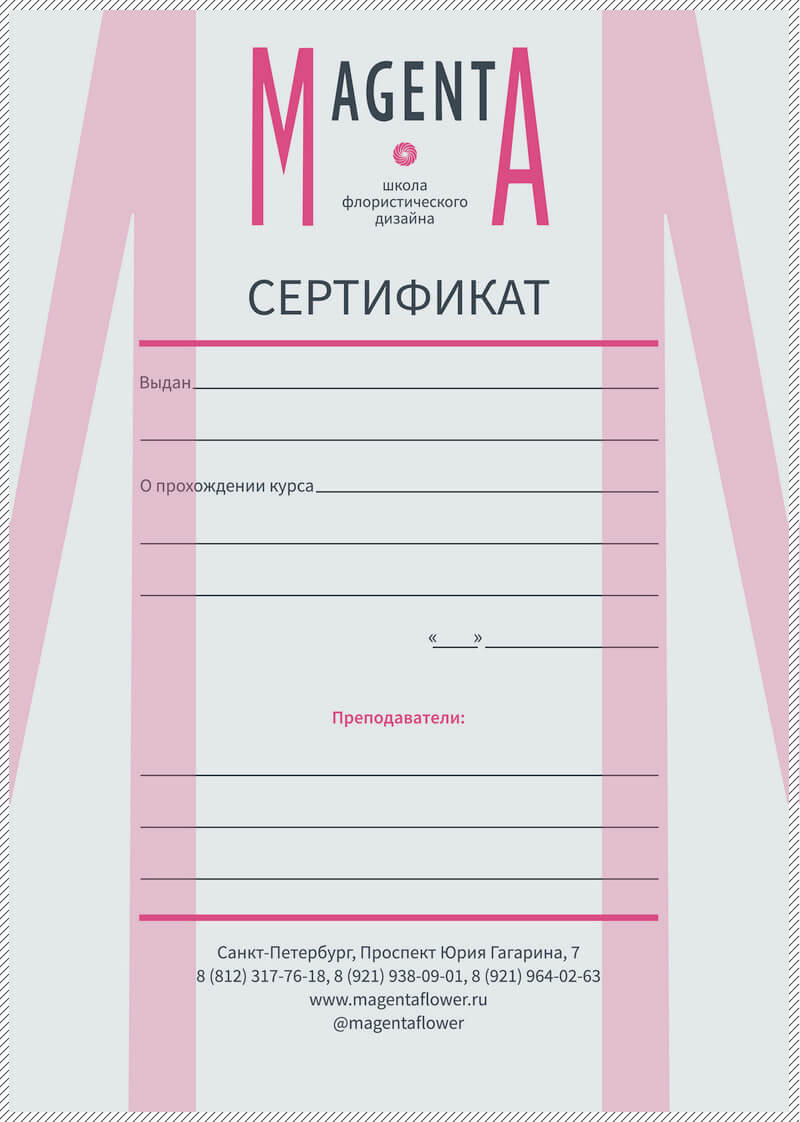 MAGENTA
школа
флористического
дизайна
СЕРТИФИКАТ
Выдан
О прохождении курса
«    »
Преподаватели:
Санкт-Петербург, Проспект Юрия Гагарина, 7
8 (812) 317-76-18, 8 (921) 938-09-01, 8 (921) 964-02-63
www.magentaflower.ru
@magentaflower